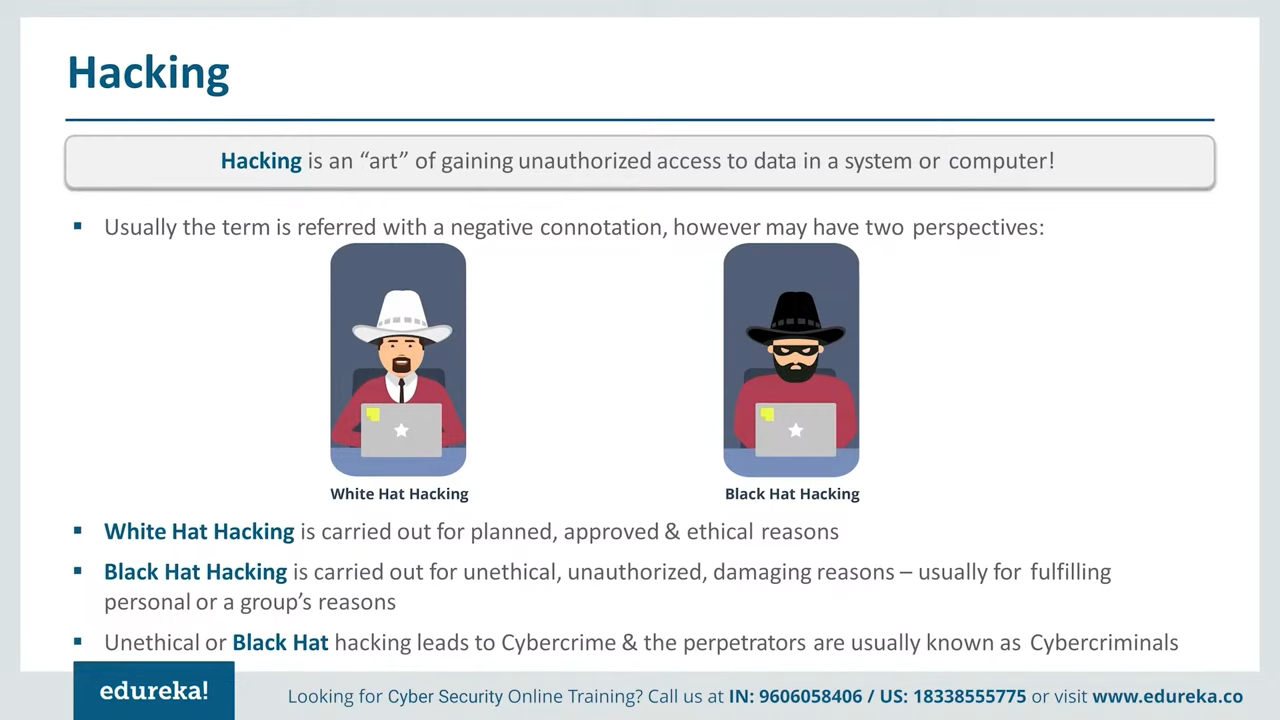 Hacking
Hacking is an “art” of gaining unauthorized access to data in a system or computer!
Usually the term is referred with a negative connotation, however may have two perspectives:
White Hat Hacking
Black Hat Hacking
White Hat Hacking is carried out for planned, approved & ethical reasons
Black Hat Hacking is carried out for unethical, unauthorized, damaging reasons – usually for fulfilling
personal or a group’s reasons
Unethical or Black Hat hacking leads to Cybercrime & the perpetrators are usually known as Cybercriminals
edureka!
Looking for Cyber Security Online Training? Call us at IN: 9606058406 / US: 18338555775 or visit www.edureka.co